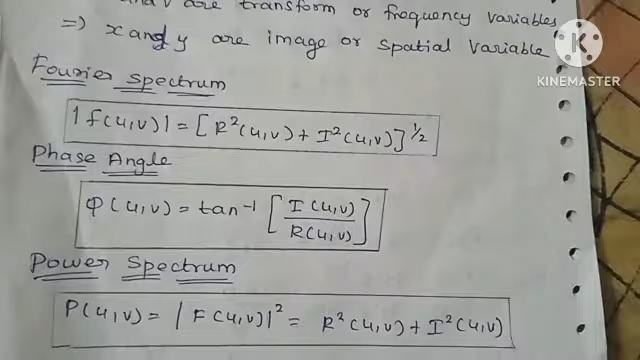 and v are transform or frequency variables
=> x and y are image or spatial variable
KINEMASTER
Fourier spectrum
|f(u,v)| = [R²(u,v) + I²(u,v)]^1/2
Phase Angle
φ(u,v) = tan⁻¹ [I(u,v)/R(u,v)]
Power Spectrum
P(u,v) = |F(u,v)|² = R²(u,v) + I²(u,v)